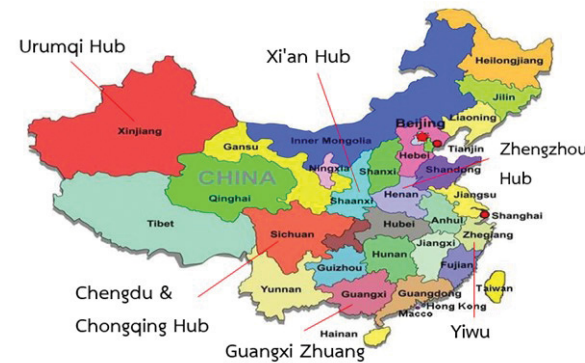 Urumqi Hub
Xi'an Hub
Heilongjiang
Jilin
Liaoning
Beijing
Inner Mongolia
Xinjiang
Gansu
Tianjin
Hebei
Zhengzhou
Hub
Ningxia
Shanxi
Shandong
CHINA
Qinghai
Henan
Jiangsu
Shaanxi
Tibet
Shanghai
Anhui
Sichuan
Hubei
Zhegiang
Jiangxi
Hunan
Guizhou
Fujian
Chengdu &
Chongqing Hub
Yunnan
Guangxi
Guangdong
Taiwan
Hong Kong
Macco
Hainan
Yiwu
Guangxi Zhuang